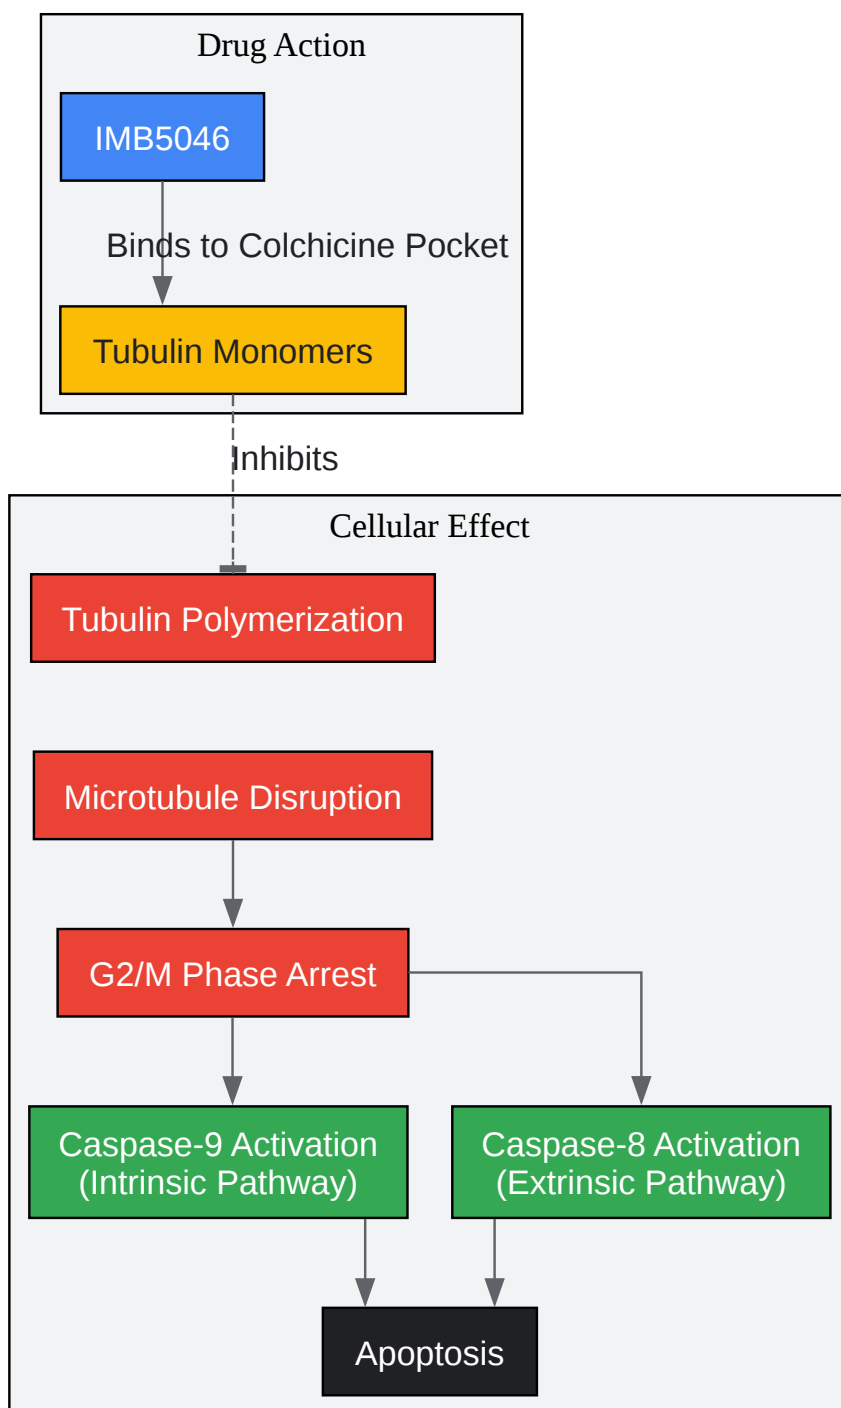 Drug Action
IMB5046
Binds to Colchicine Pocket
Tubulin Monomers
Inhibits
Cellular Effect
Tubulin Polymerization
Microtubule Disruption
G2/M Phase Arrest
Caspase-9 Activation
(Intrinsic Pathway)
Caspase-8 Activation
(Extrinsic Pathway)
Apoptosis